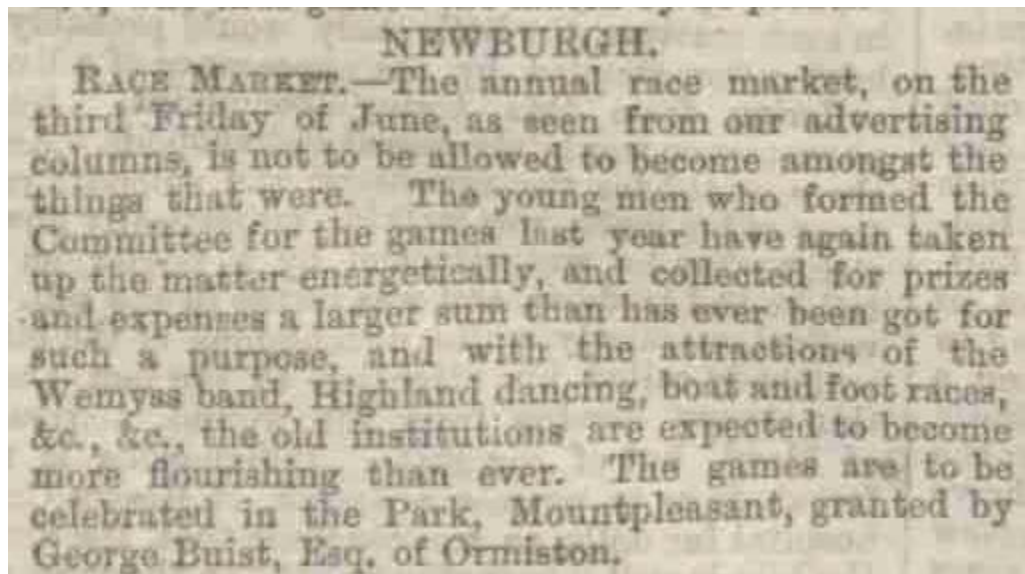 NEWBURGH.
RACE MARKET.—The annual race market, on the
third Friday of June, as seen from our advertising
columns, is not to be allowed to become amongst the
things that were. The young men who formed the
Committee for the games last year have again taken
up the matter energetically, and collected for prizes
and expenses a larger sum than has ever been got for
such a purpose, and with the attractions of the
Wemyss band, Highland dancing, boat and foot races,
&c., &c., the old institutions are expected to become
more flourishing than ever. The games are to be
celebrated in the Park, Mountpleasant, granted by
George Buist, Esq. of Ormiston.